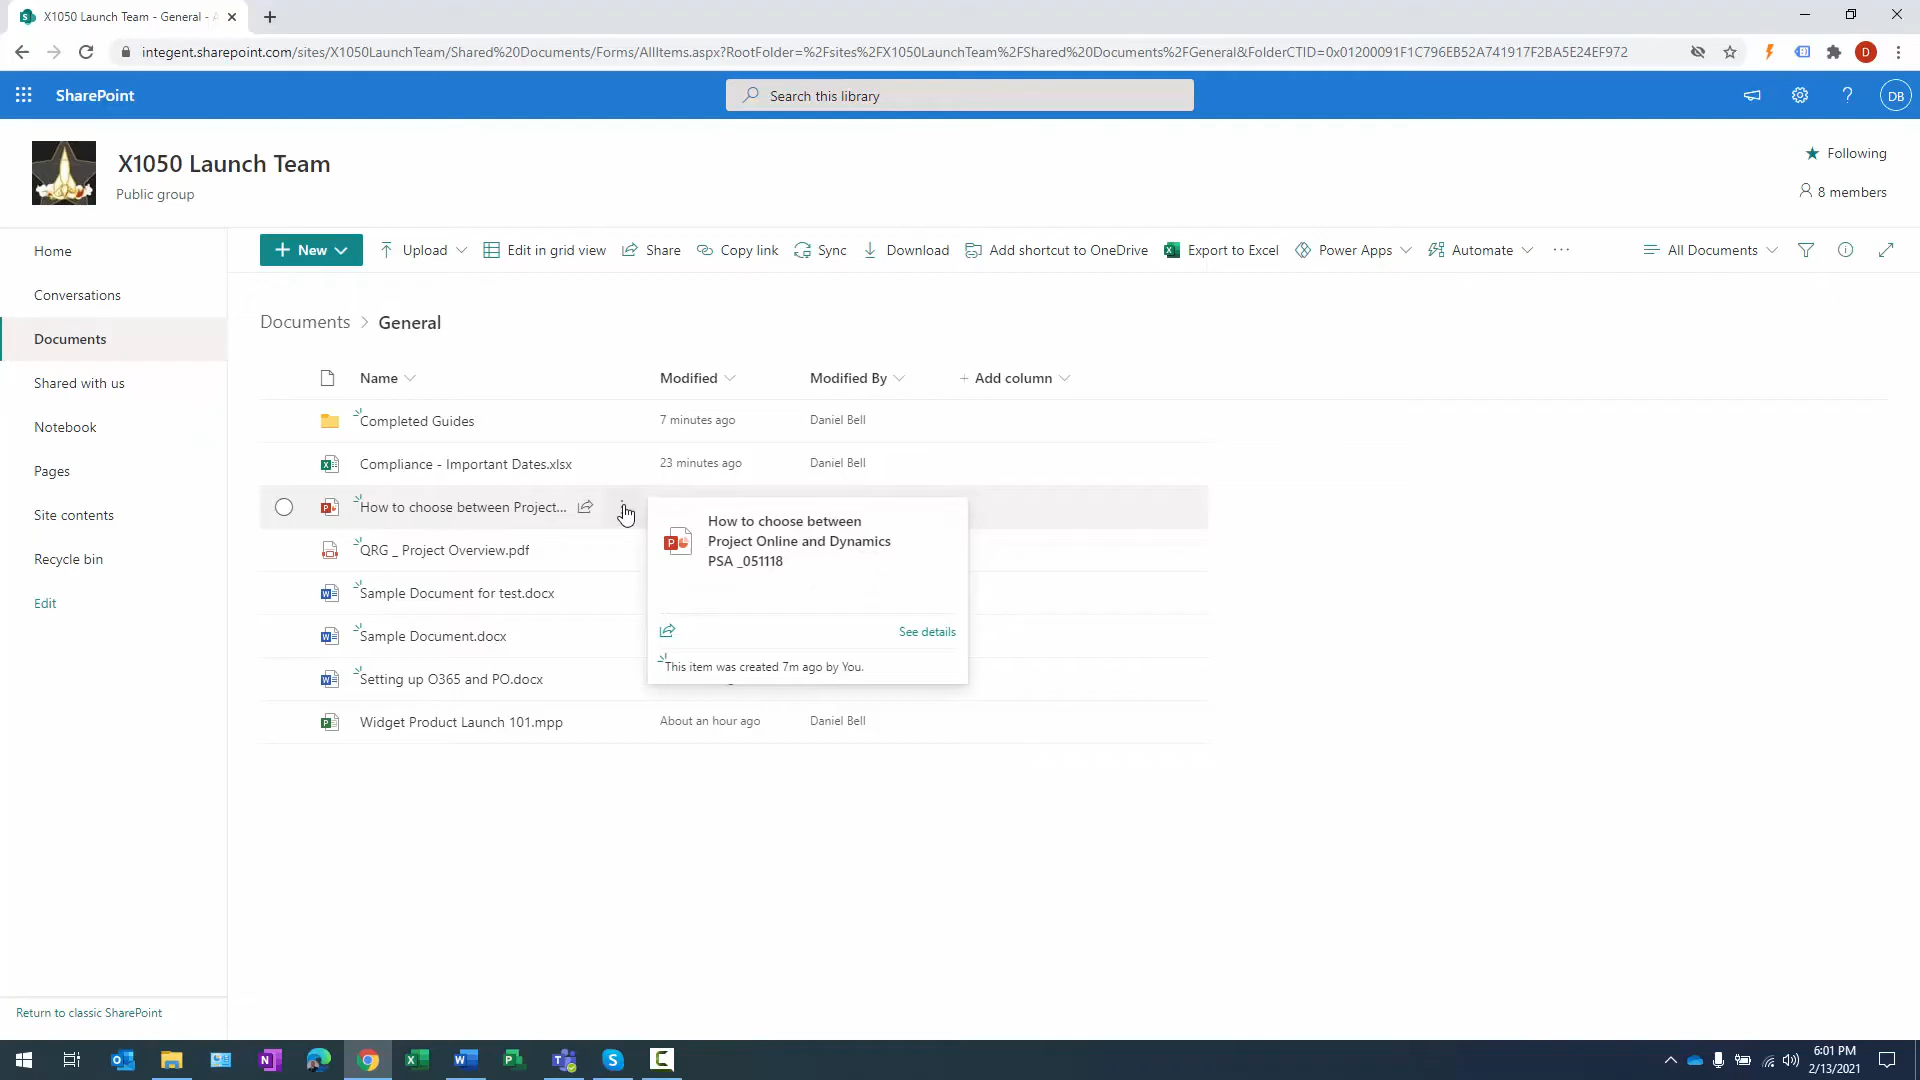 X1050 Launch Team - General - A
integent.sharepoint.com/sites/X1050LaunchTeam/Shared%20Documents/Forms/AllItems.aspx?RootFolder=%2Fsites%2FX1050LaunchTeam%2FShared%20Documents%2FGeneral&FolderCTID=0x01200091F1C796EB52A741917F2BA5E24EF972
D
SharePoint
Search this library
?
DB
X1050 Launch Team
Public group
Following
8 members
Home
Conversations
Documents
Shared with us
Notebook
Pages
Site contents
Recycle bin
Edit
Return to classic SharePoint
+ New
Upload
Edit in grid view
Share
Copy link
Sync
Download
Add shortcut to OneDrive
Export to Excel
Power Apps
Automate
...
All Documents
Documents > General
Name
Modified
Modified By
+ Add column
Completed Guides
7 minutes ago
Daniel Bell
Compliance - Important Dates.xlsx
23 minutes ago
Daniel Bell
How to choose between Project...
QRG _ Project Overview.pdf
Sample Document for test.docx
Sample Document.docx
Setting up O365 and PO.docx
Widget Product Launch 101.mpp
About an hour ago
Daniel Bell
How to choose between
Project Online and Dynamics
PSA _051118
See details
This item was created 7m ago by You.
6:01 PM
2/13/2021